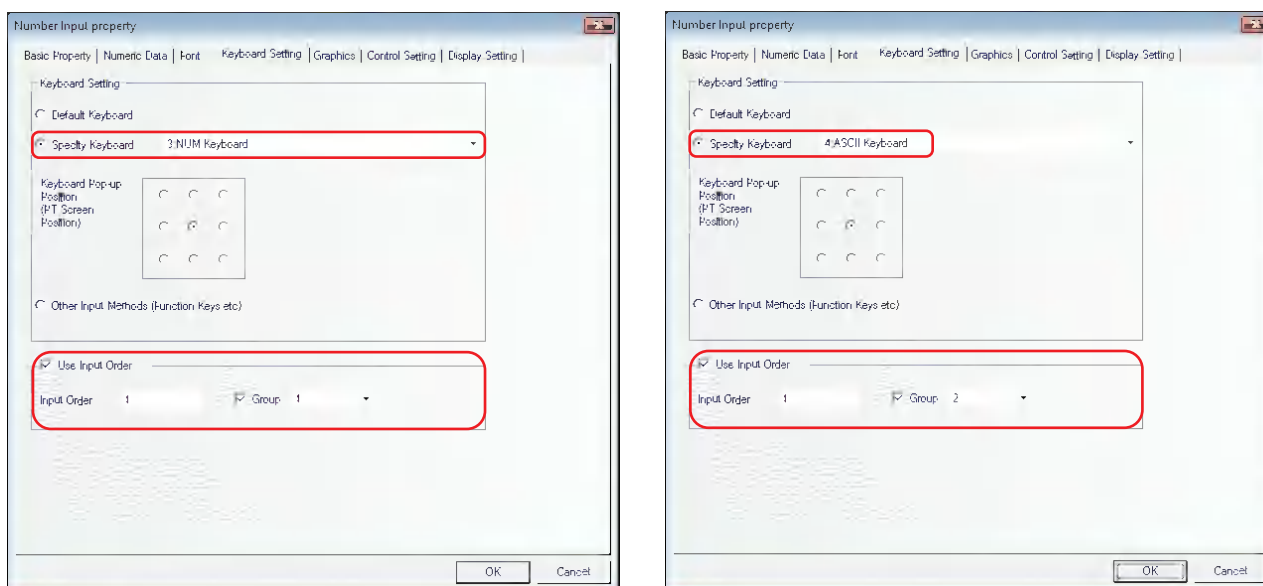 Number Input property
Basic Property | Numeric Data | Font | Keyboard Setting | Graphics | Control Setting | Display Setting |
Keyboard Setting
Default Keyboard
Specify Keyboard 3:NUM Keyboard
Keyboard Pop-up
Position
(PT Screen
Position)
Other Input Methods (Function Keys etc)
Use Input Order
Input Order 1 Group 1
OK Cancel
Number Input property
Basic Property | Numeric Data | Font | Keyboard Setting | Graphics | Control Setting | Display Setting |
Keyboard Setting
Default Keyboard
Specify Keyboard 4:ASCII Keyboard
Keyboard Pop-up
Position
(PT Screen
Position)
Other Input Methods (Function Keys etc)
Use Input Order
Input Order 1 Group 2
OK Cancel